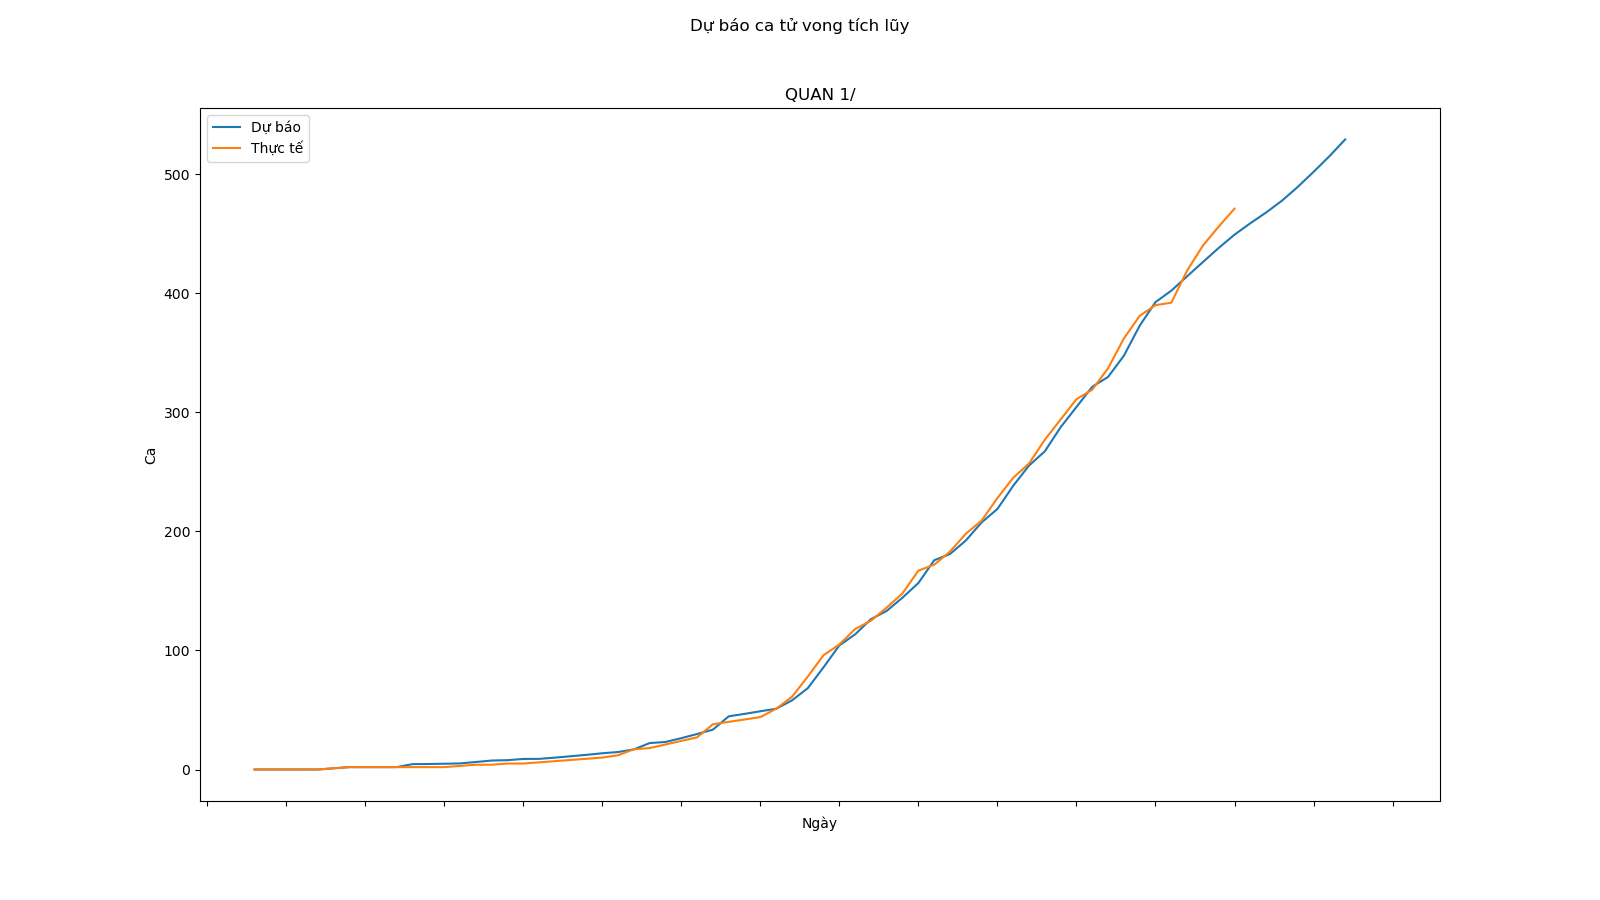 Dự báo ca tử vong tích lũy
QUAN 1/
Dự báo
Thực tế
500
400
300
200
100
0
Ca
Ngày